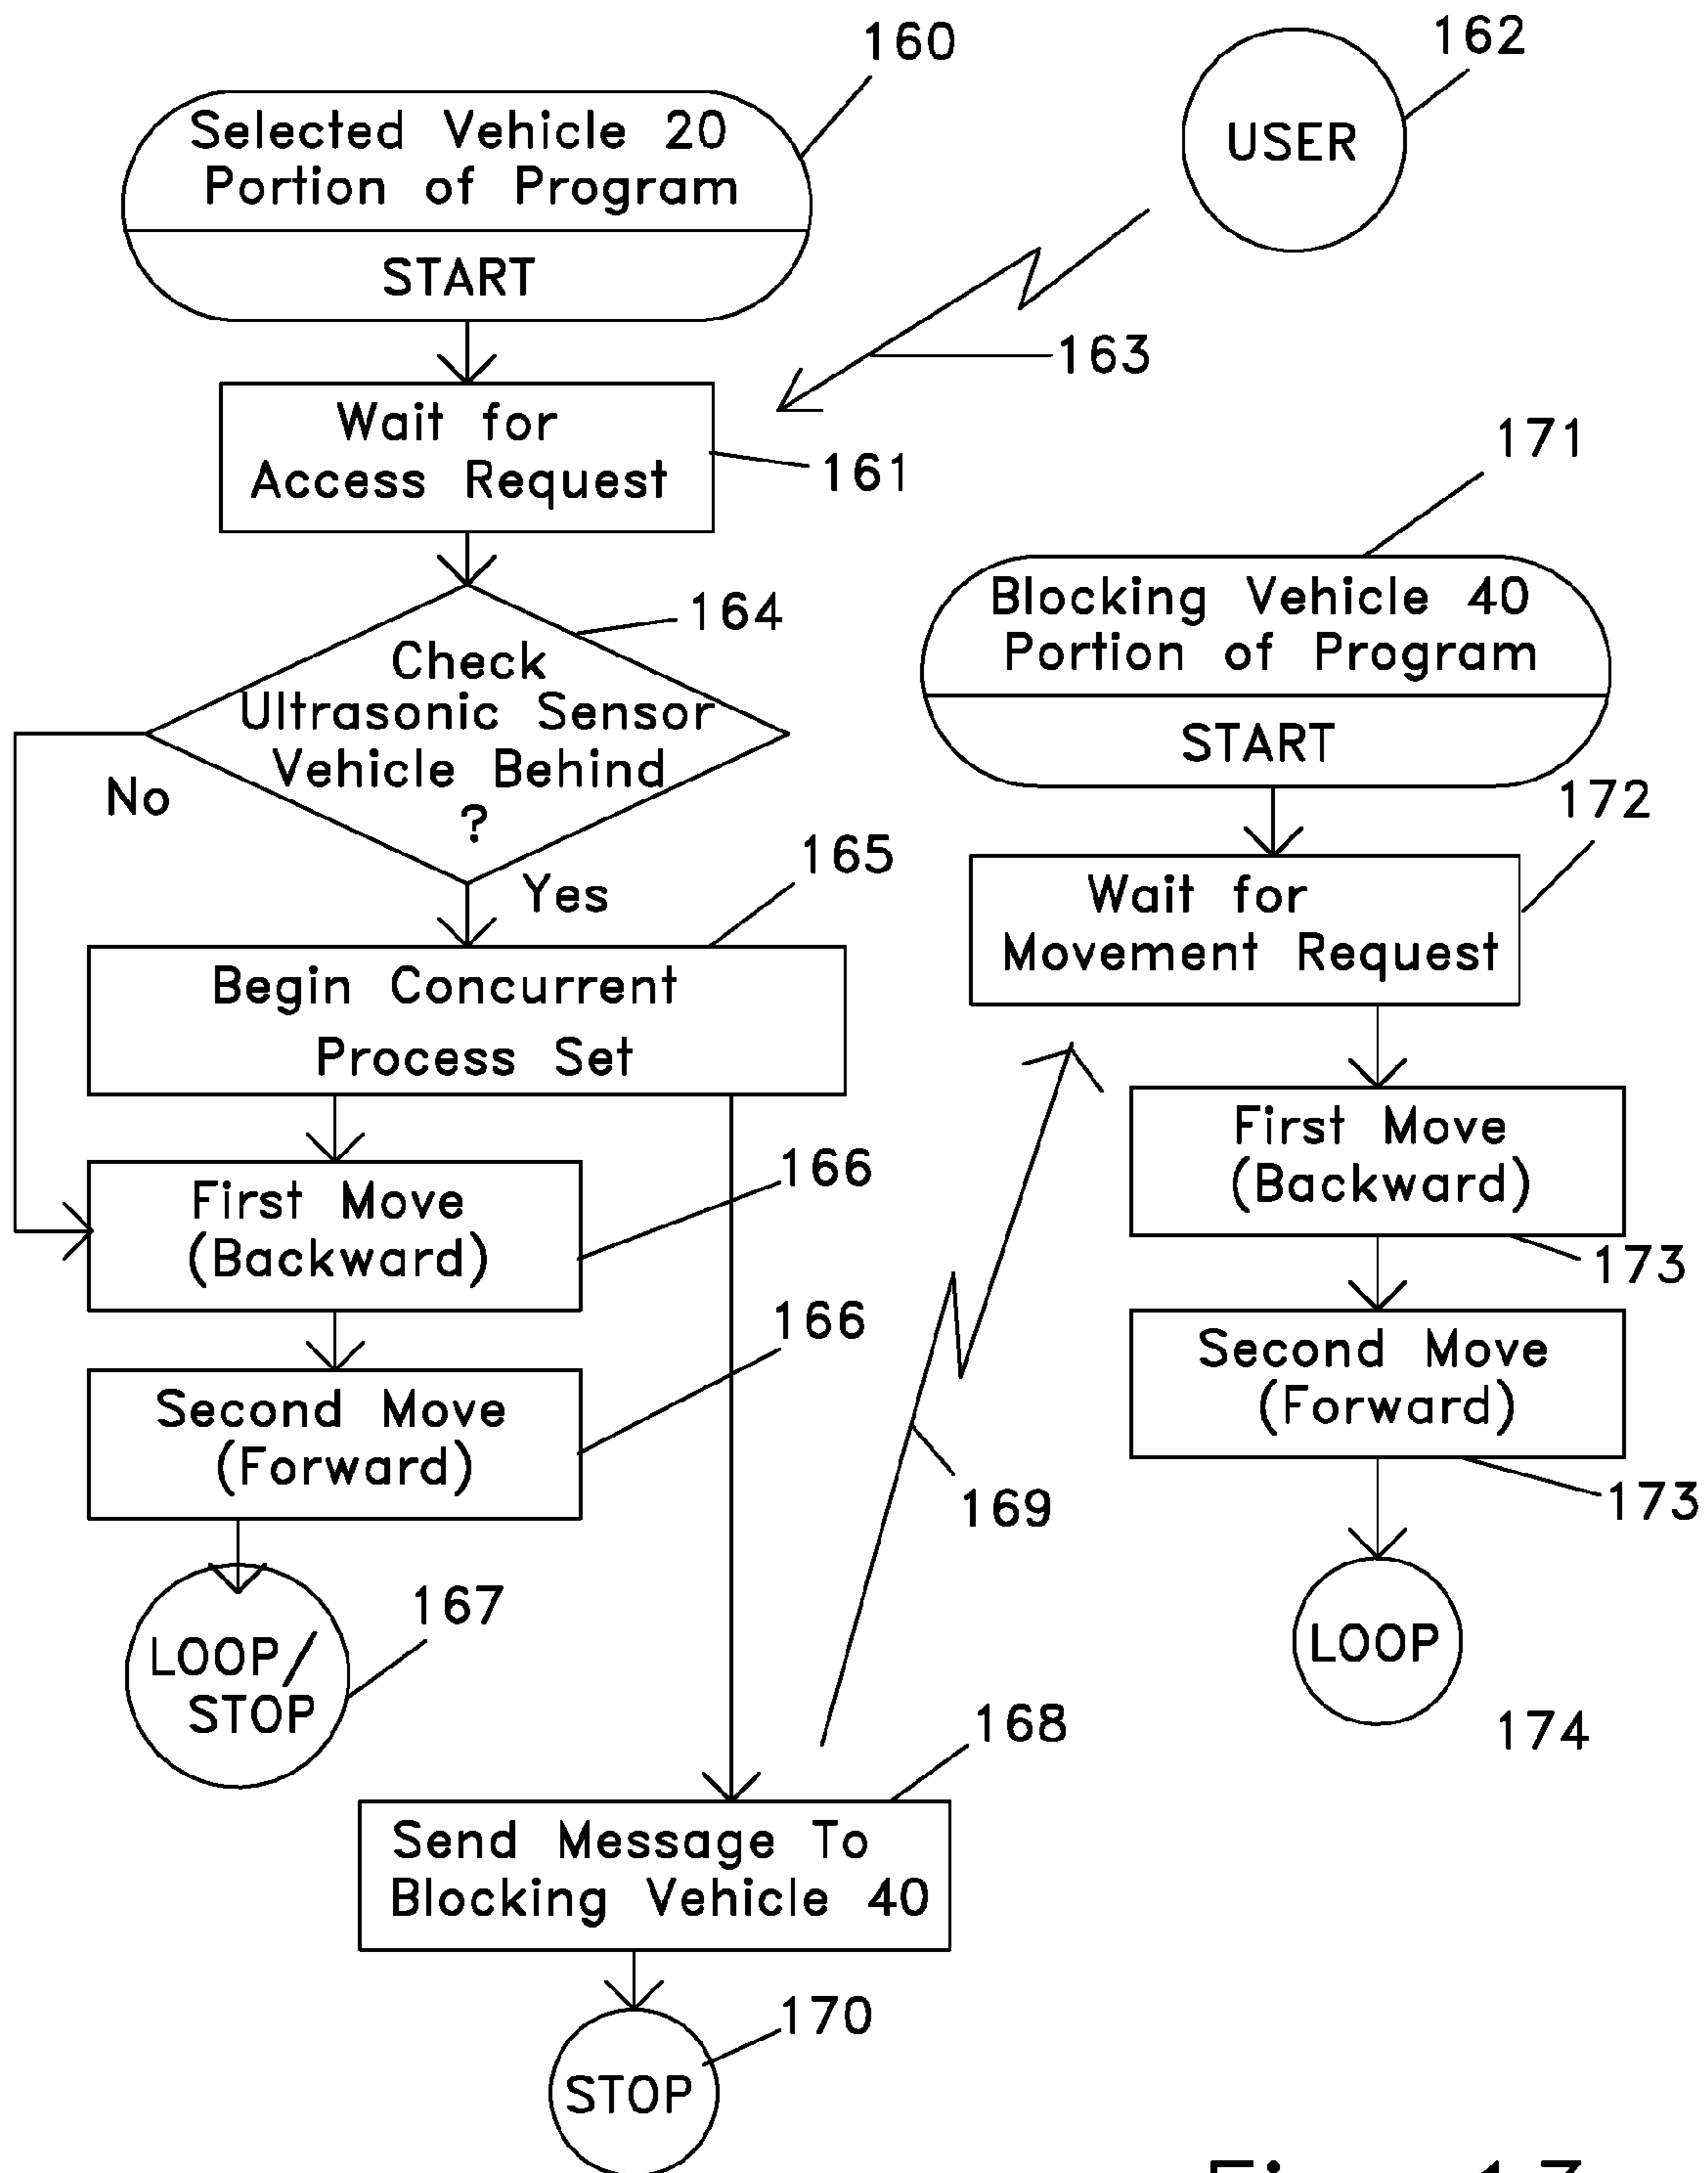 160
162
Selected Vehicle 20
Portion of Program
START
USER
163
Wait for
Access Request
161
171
164
Check
Ultrasonic Sensor
Vehicle Behind
?
No
Yes
Blocking Vehicle 40
Portion of Program
START
172
165
Wait for
Movement Request
Begin Concurrent
Process Set
First Move
(Backward)
166
First Move
(Backward)
173
166
Second Move
(Forward)
Second Move
(Forward)
173
169
167
LOOP/
STOP
LOOP
174
168
Send Message To
Blocking Vehicle 40
170
STOP